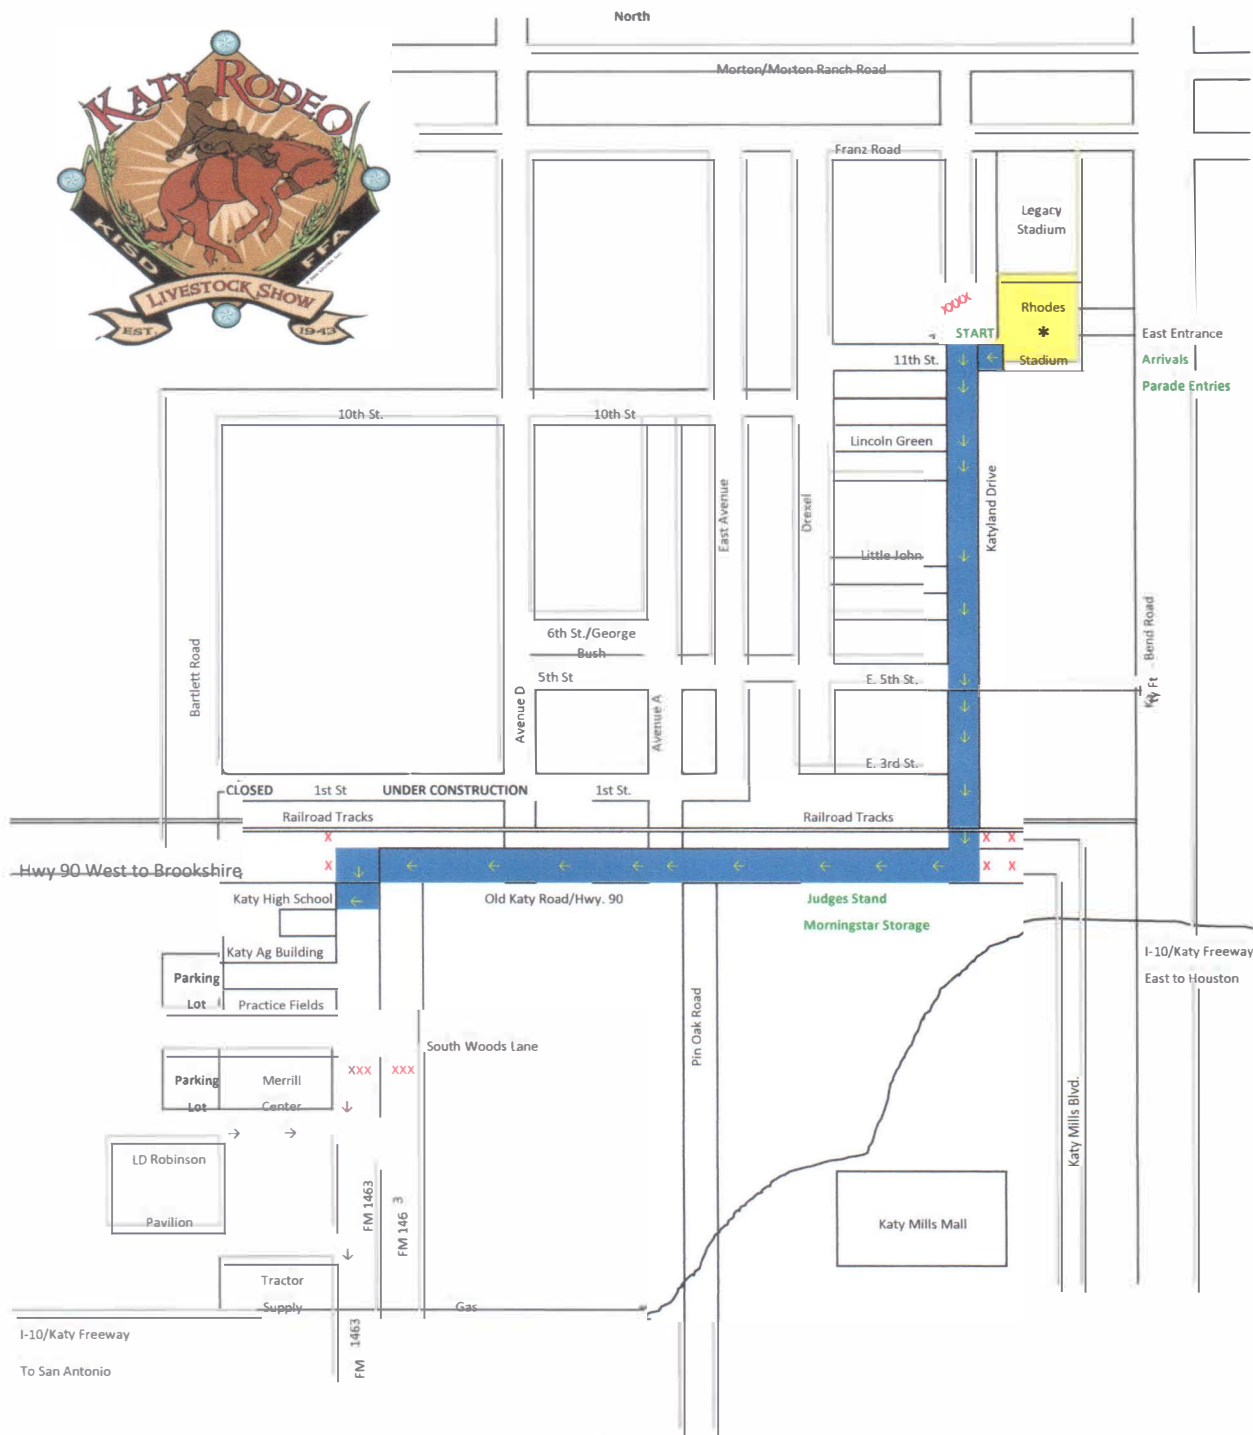 North
Morton/Morton Ranch Road
KATY RODEO
KISD
FFA
LIVESTOCK SHOW
EST.
1943
Franz Road
Legacy
Stadium
XXXX
Rhodes
*
START
Stadium
East Entrance
11th St.
Arrivals
Parade Entries
10th St.
10th St
Lincoln Green
East Avenue
Drexel
Katyland Drive
Little John
Bartlett Road
6th St./George
Bush
Bend Road
5th St
E. 5th St.
Avenue D
Avenue A
E. 3rd St.
CLOSED
1st St
UNDER CONSTRUCTION
1st St.
Railroad Tracks
Railroad Tracks
X
X X
Hwy 90 West to Brookshire
X
X X
Katy High School
Old Katy Road/Hwy. 90
Judges Stand
Morningstar Storage
Katy Ag Building
I-10/Katy Freeway
East to Houston
Parking
Lot
Practice Fields
Pin Oak Road
South Woods Lane
XXX
XXX
Parking
Lot
Merrill
Center
Katy Mills Blvd.
LD Robinson
Pavilion
FM 1463
FM 146 3
Katy Mills Mall
Tractor
Supply
Gas
I-10/Katy Freeway
To San Antonio
FM 1463